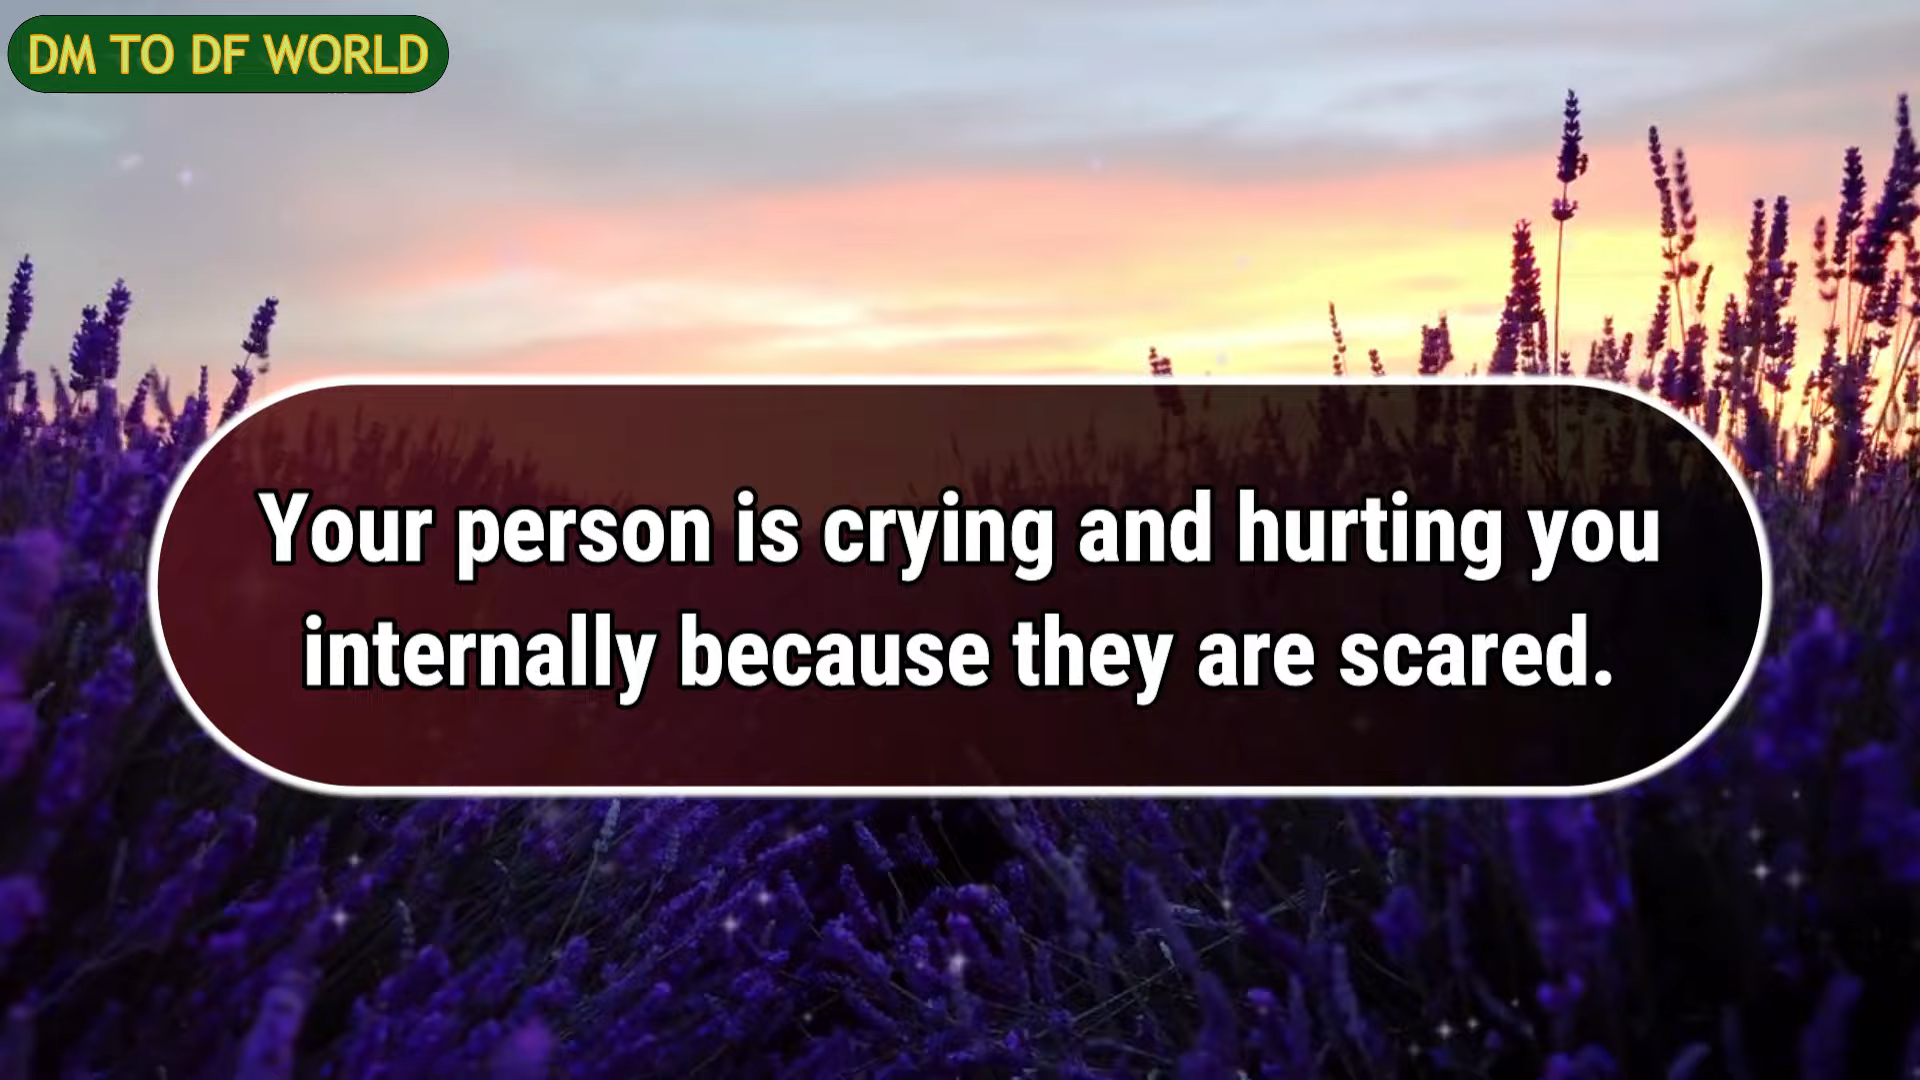 DM TO DF WORLD
Your person is crying and hurting you
internally because they are scared.